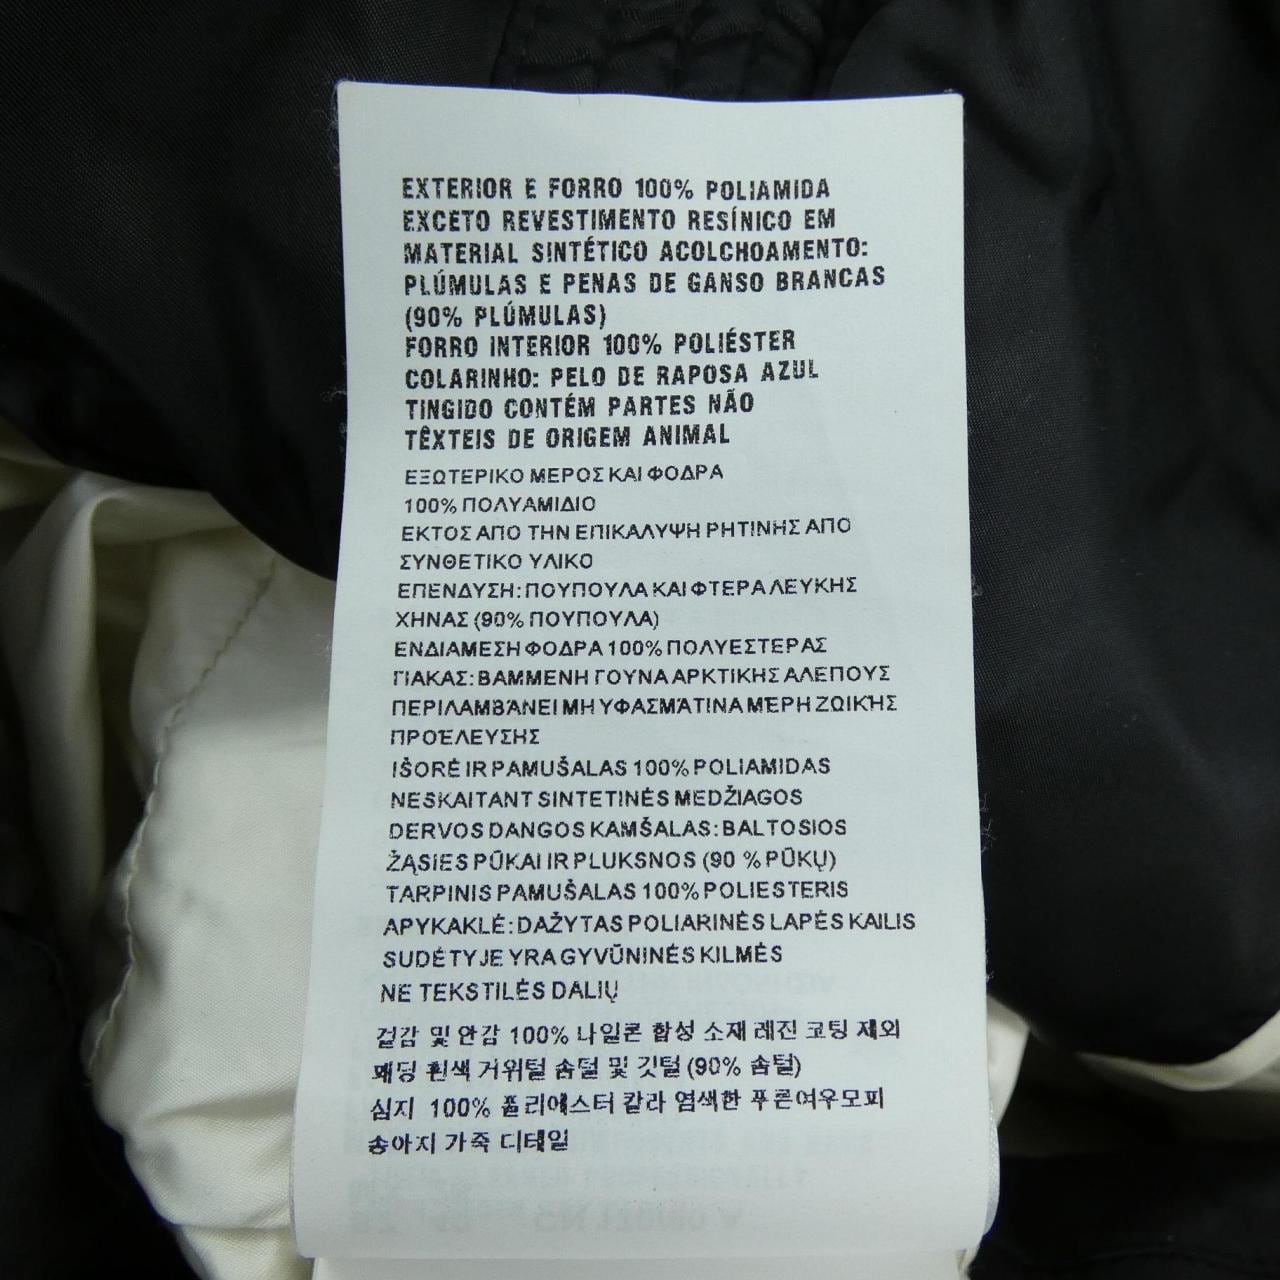 EXTERIOR E FORRO 100% POLIAMIDA
EXCETO REVESTIMENTO RESÍNICO EM
MATERIAL SINTÉTICO ACOLCHOAMENTO:
PLÚMULAS E PENAS DE GANSO BRANCAS
(90% PLÚMULAS)
FORRO INTERIOR 100% POLIÉSTER
COLARINHO: PELO DE RAPOSA AZUL
TINGIDO CONTÉM PARTES NÃO
TÊXTEIS DE ORIGEM ANIMAL
ΕΞΩΤΕΡΙΚΟ ΜΕΡΟΣ ΚΑΙ ΦΟΔΡΑ
100% ΠΟΛΥΑΜΙΔΙΟ
ΕΚΤΟΣ ΑΠΟ ΤΗΝ ΕΠΙΚΑΛΥΨΗ ΡΗΤΙΝΗΣ ΑΠΟ
ΣΥΝΘΕΤΙΚΟ ΥΛΙΚΟ
ΕΠΕΝΔΥΣΗ: ΠΟΥΠΟΥΛΑ ΚΑΙ ΦΤΕΡΑ ΛΕΥΚΗΣ
ΧΗΝΑΣ (90% ΠΟΥΠΟΥΛΑ)
ΕΝΔΙΑΜΕΣΗ ΦΟΔΡΑ 100% ΠΟΛΥΕΣΤΕΡΑΣ
ΓΙΑΚΑΣ: ΒΑΜΜΕΝΗ ΓΟΥΝΑ ΑΡΚΤΙΚΗΣ ΑΛΕΠΟΥΣ
ΠΕΡΙΛΑΜΒΆΝΕΙ ΜΗ ΥΦΑΣΜΆΤΙΝΑ ΜΈΡΗ ΖΩΙΚΉΣ
ΠΡΟΈΛΕΥΣΗΣ
IŠORĖ IR PAMUŠALAS 100% POLIAMIDAS
NESKAITANT SINTETINĖS MEDŽIAGOS
DERVOS DANGOS KAMŠALAS: BALTOSIOS
ŽĄSIES PŪKAI IR PLUKSNOS (90 % PŪKŲ)
TARPINIS PAMUŠALAS 100% POLIESTERIS
APYKAKLĖ: DAŽYTAS POLIARINĖS LAPĖS KAILIS
SUDĖTYJE YRA GYVŪNINĖS KILMĖS
NE TEKSTILĖS DALIŲ
겉감 및 안감 100% 나일론 합성 소재 레진 코팅 제외
패딩 흰색 거위털 솜털 및 깃털 (90% 솜털)
심지 100% 폴리에스터 칼라 염색한 푸른여우모피
송아지 가죽 디테일